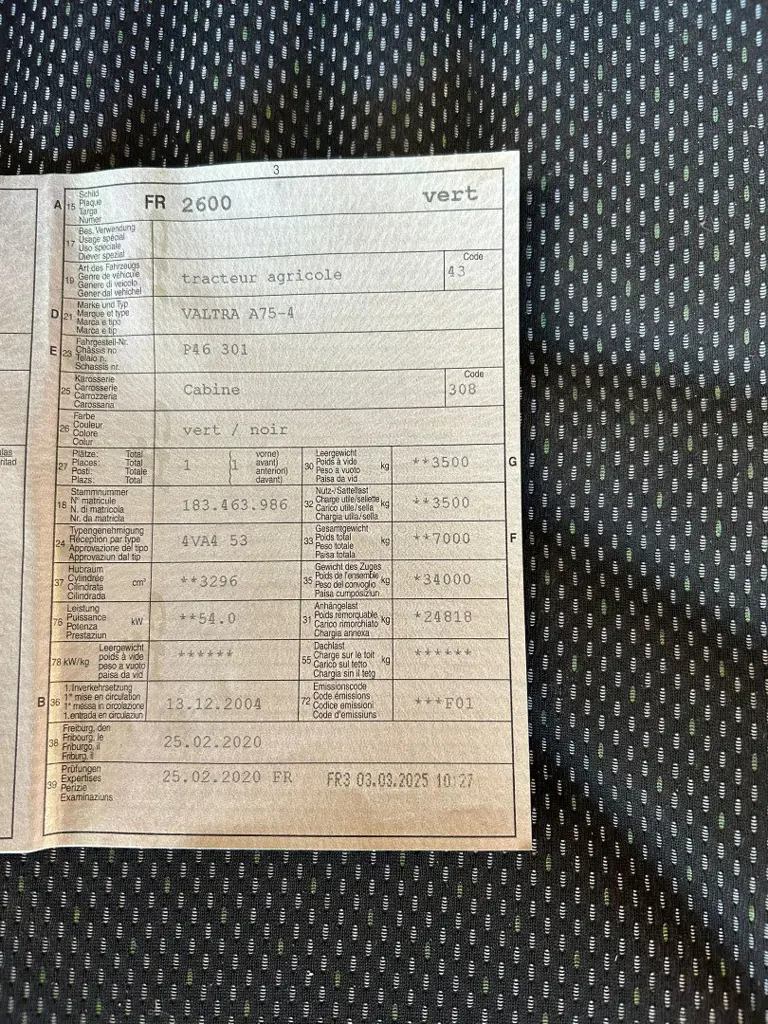 3
A 15 Schild
Plaque
Targa
Numer
FR 2600 vert
17 Bes. Verwendung
Usage spécial
Uso speciale
Diever spezial
19 Art des Fahrzeugs
Genre de véhicule
Genere di veicolo
Gener dal vehichel
tracteur agricole
Code
43
D 21 Marke und Typ
Marque et type
Marca e tipo
Marca e tip
VALTRA A75-4
E 23 Fahrgestell-Nr.
Châssis no
Telaio n.
Schassis nr.
P46 301
25 Karosserie
Carrosserie
Carrozzeria
Carossaria
Cabine
Code
308
26 Farbe
Couleur
Colore
Colur
vert / noir
27 Plätze: Total
Places: Total
Posti: Totale
Plazs: Total
1 (1 vorne)
avant)
anteriori)
davant)
30 Leergewicht
Poids à vide
Peso a vuoto
Paisa da vid
kg **3500 G
18 Stammnummer
N° matricule
N. di matricola
Nr. da matricla
183.463.986
32 Nutz-/Sattellast
Charge utile/sellette
Carico utile/sella
Chargia utila/sella
kg **3500
24 Typengenehmigung
Réception par type
Approvazione del tipo
Approvaziun dal tip
4VA4 53
33 Gesamtgewicht
Poids total
Peso totale
Paisa totala
kg **7000 F
37 Hubraum
Cylindrée
Cilindrata
Cilindrada
cm³ **3296
35 Gewicht des Zuges
Poids de l'ensemble
Peso del convoglio
Paisa cumposiziun
kg *34000
76 Leistung
Puissance
Potenza
Prestaziun
kW **54.0
31 Anhängelast
Poids remorquable
Carico rimorchiato
Chargia annexa
kg *24818
78 kW/kg Leergewicht
poids à vide
peso a vuoto
paisa da vid
******
55 Dachlast
Charge sur le toit
Carico sul tetto
Chargia sin il tetg
kg ******
B 36 1. Inverkehrsetzung
1re mise en circulation
1a messa in circolazione
1. entrada en circulaziun
13.12.2004
72 Emissionscode
Code émissions
Codice emissioni
Code d'emissiuns
***F01
38 Freiburg, den
Fribourg, le
Friburgo, il
Friburg, il
25.02.2020
39 Prüfungen
Expertises
Perizie
Examinaziuns
25.02.2020 FR FR3 03.03.2025 10:27